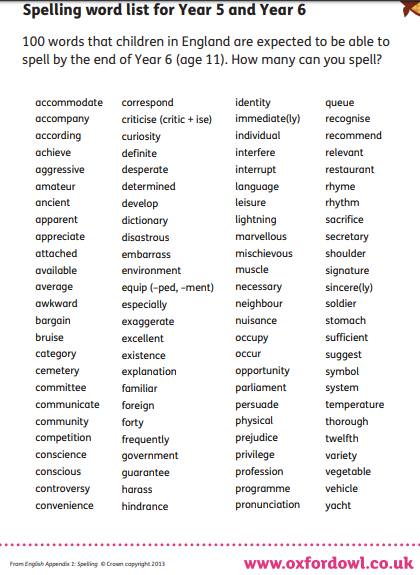 Spelling word list for Year 5 and Year 6
100 words that children in England are expected to be able to
spell by the end of Year 6 (age 11). How many can you spell?
accommodate
accompany
according
achieve
aggressive
amateur
ancient
apparent
appreciate
attached
available
average
awkward
bargain
bruise
category
cemetery
committee
communicate
community
competition
conscience
conscious
controversy
convenience
correspond
criticise (critic + ise)
curiosity
definite
desperate
determined
develop
dictionary
disastrous
embarrass
environment
equip (–ped, –ment)
especially
exaggerate
excellent
existence
explanation
familiar
foreign
forty
frequently
government
guarantee
harass
hindrance
identity
immediate(ly)
individual
interfere
interrupt
language
leisure
lightning
marvellous
mischievous
muscle
necessary
neighbour
nuisance
occupy
occur
opportunity
parliament
persuade
physical
prejudice
privilege
profession
programme
pronunciation
queue
recognise
recommend
relevant
restaurant
rhyme
rhythm
sacrifice
secretary
shoulder
signature
sincere(ly)
soldier
stomach
sufficient
suggest
symbol
system
temperature
thorough
twelfth
variety
vegetable
vehicle
yacht
From English Appendix 1: Spelling © Crown copyright 2013
www.oxfordowl.co.uk